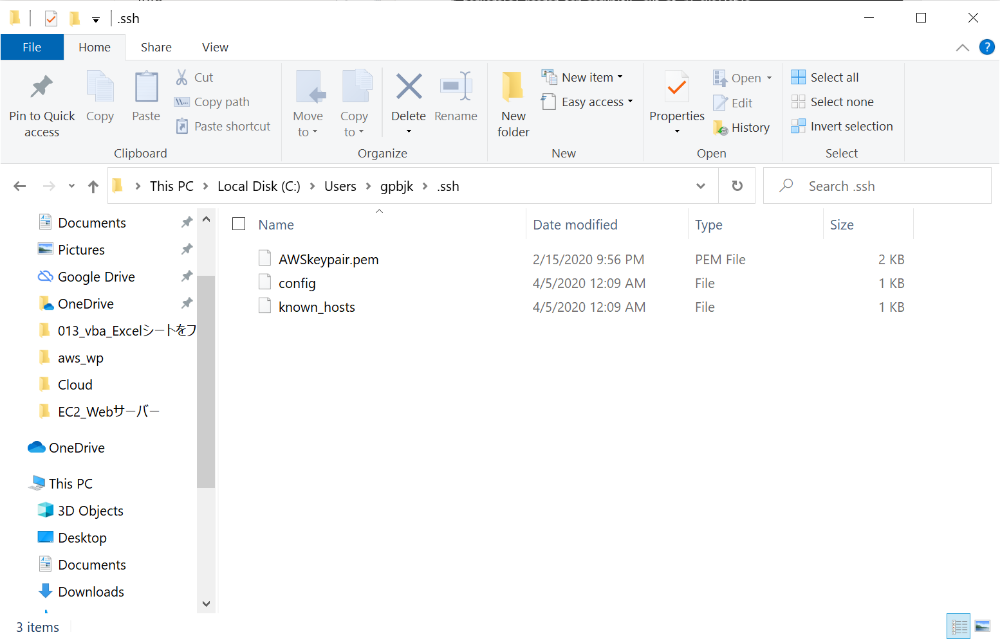 .ssh
File Home Share View
Pin to Quick access
Copy
Paste
Cut
Copy path
Paste shortcut
Clipboard
Move to
Copy to
Delete
Rename
Organize
New folder
New item
Easy access
New
Properties
Open
Edit
History
Open
Select all
Select none
Invert selection
Select
This PC > Local Disk (C:) > Users > gpbjk > .ssh
Search .ssh
Documents
Pictures
Google Drive
OneDrive
013_vba_Excelシートをフ
aws_wp
Cloud
EC2_Webサーバー
OneDrive
This PC
3D Objects
Desktop
Documents
Downloads
Name Date modified Type Size
AWSkeypair.pem 2/15/2020 9:56 PM PEM File 2 KB
config 4/5/2020 12:09 AM File 1 KB
known_hosts 4/5/2020 12:09 AM File 1 KB
3 items